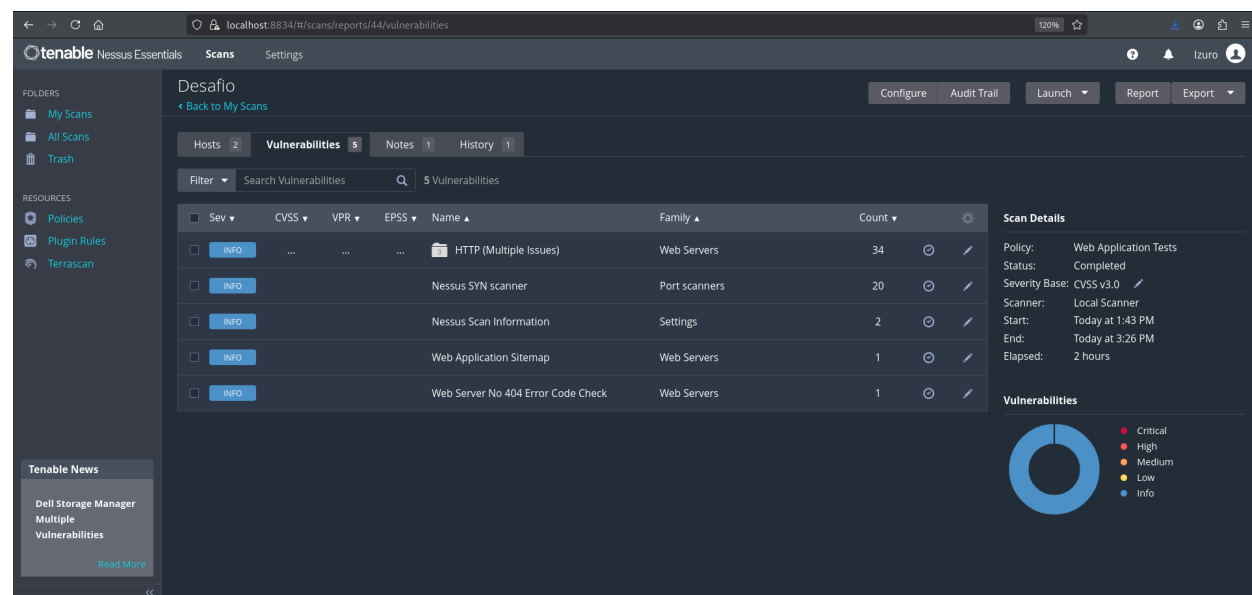 localhost:8834/#/scans/reports/44/vulnerabilities
120%
tenable Nessus Essentials
Scans
Settings
Izuro
FOLDERS
My Scans
All Scans
Trash
RESOURCES
Policies
Plugin Rules
Terrascan
Tenable News
Dell Storage Manager
Multiple
Vulnerabilities
Read More
Desafio
Back to My Scans
Configure
Audit Trail
Launch
Report
Export
Hosts 2
Vulnerabilities 5
Notes 1
History 1
Filter
Search Vulnerabilities
5 Vulnerabilities
Sev CVSS VPR EPSS Name Family Count
INFO ... ... ... 3 HTTP (Multiple Issues) Web Servers 34
INFO Nessus SYN scanner Port scanners 20
INFO Nessus Scan Information Settings 2
INFO Web Application Sitemap Web Servers 1
INFO Web Server No 404 Error Code Check Web Servers 1
Scan Details
Policy: Web Application Tests
Status: Completed
Severity Base: CVSS v3.0
Scanner: Local Scanner
Start: Today at 1:43 PM
End: Today at 3:26 PM
Elapsed: 2 hours
Vulnerabilities
Critical
High
Medium
Low
Info